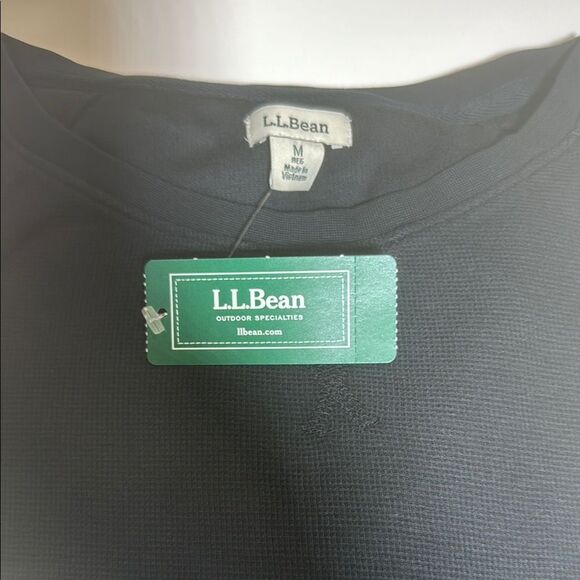 L.L.Bean
M
REG
Made in
Vietnam
L.L.Bean
OUTDOOR SPECIALTIES
llbean.com